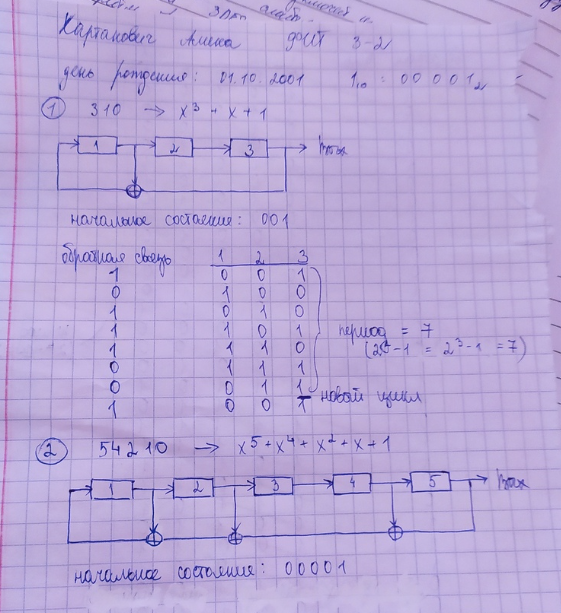 Хартанович Алина ФСИТ 3-2
день рождения: 01.10.2001 1₁₀ = 00001₂
① 310 → x³ + x + 1
1 2 3 Вых
начальное состояние: 001
обратная связь 1 2 3
1 0 0 1
0 1 0 0
1 0 1 0
1 1 0 1 период = 7
1 1 1 0 (2³-1 = 2³-1 = 7)
0 1 1 1
0 0 1 1 новый цикл
1 0 0 1
② 54210 → x⁵ + x⁴ + x² + x + 1
1 2 3 4 5 Вых
начальное состояние: 00001